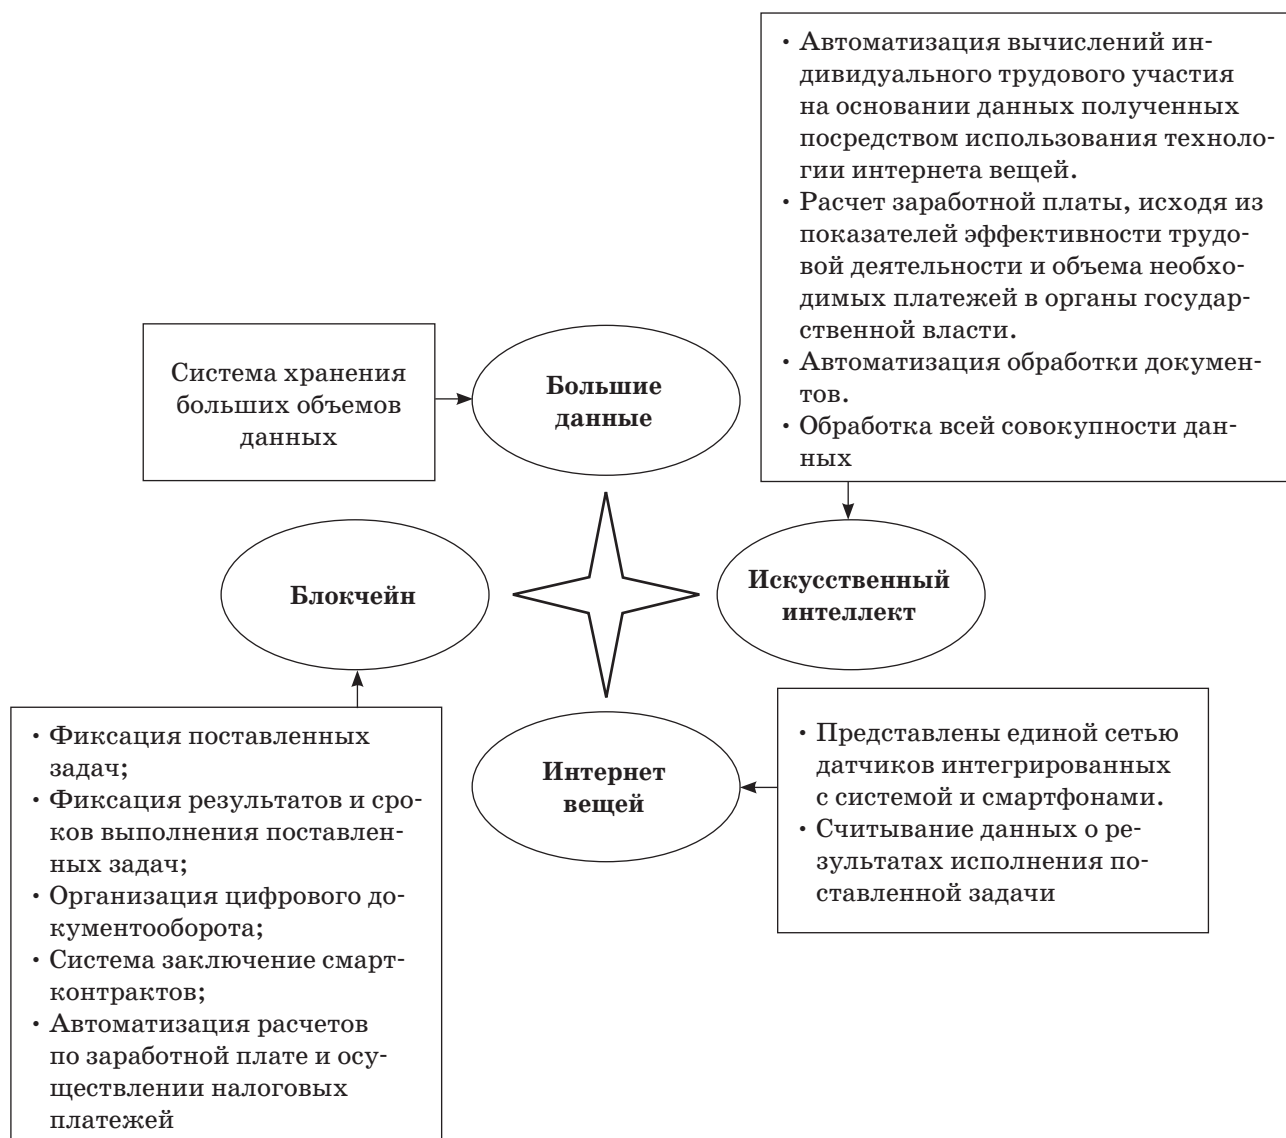 • Автоматизация вычислений ин-
дивидуального трудового участия
на основании данных полученных
посредством использования техноло-
гии интернета вещей.
• Расчет заработной платы, исходя из
показателей эффективности трудо-
вой деятельности и объема необхо-
димых платежей в органы государ-
ственной власти.
• Автоматизация обработки докумен-
тов.
• Обработка всей совокупности дан-
ных
Система хранения
больших объемов
данных
Большие
данные
Блокчейн
Искусственный
интеллект
• Фиксация поставленных
задач;
• Фиксация результатов и сро-
ков выполнения поставлен-
ных задач;
• Организация цифрового до-
кументооборота;
• Система заключение смарт-
контрактов;
• Автоматизация расчетов
по заработной плате и осу-
ществлении налоговых
платежей
Интернет
вещей
• Представлены единой сетью
датчиков интегрированных
с системой и смартфонами.
• Считывание данных о ре-
зультатах исполнения по-
ставленной задачи